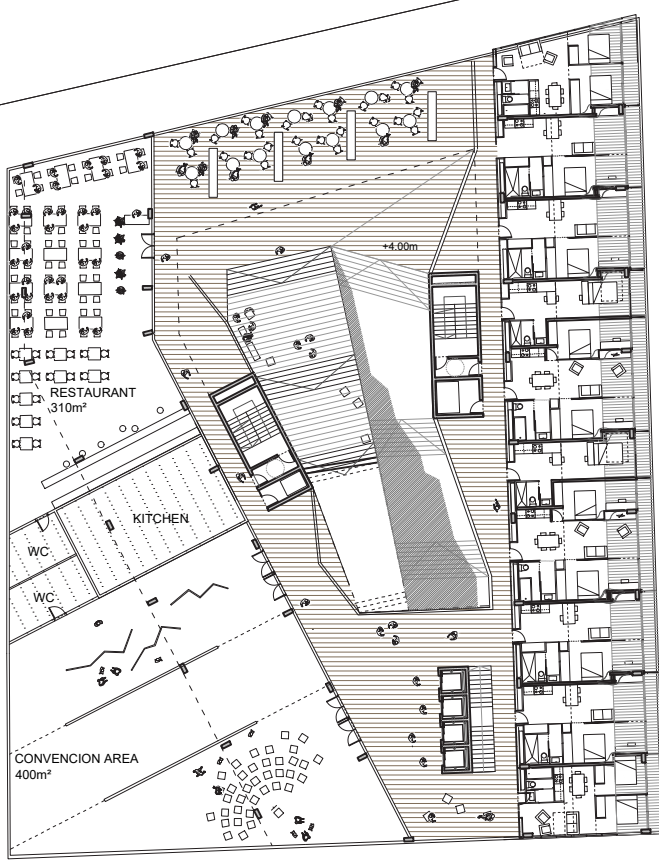 +4.00m
RESTAURANT
310m²
KITCHEN
WC
WC
CONVENCION AREA
400m²